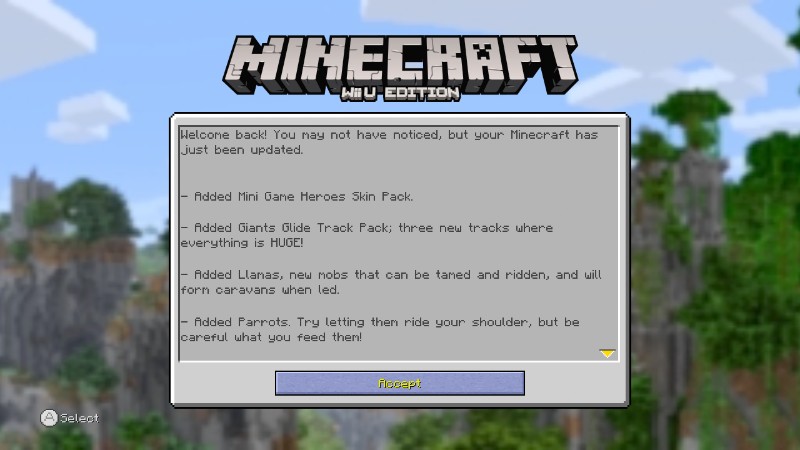 MINECRAFT
Wii U EDITION
Welcome back! You may not have noticed, but your Minecraft has
just been updated.
- Added Mini Game Heroes Skin Pack.
- Added Giants Glide Track Pack; three new tracks where
everything is HUGE!
- Added Llamas, new mobs that can be tamed and ridden, and will
form caravans when led.
- Added Parrots. Try letting them ride your shoulder, but be
careful what you feed them!
Accept
A Select